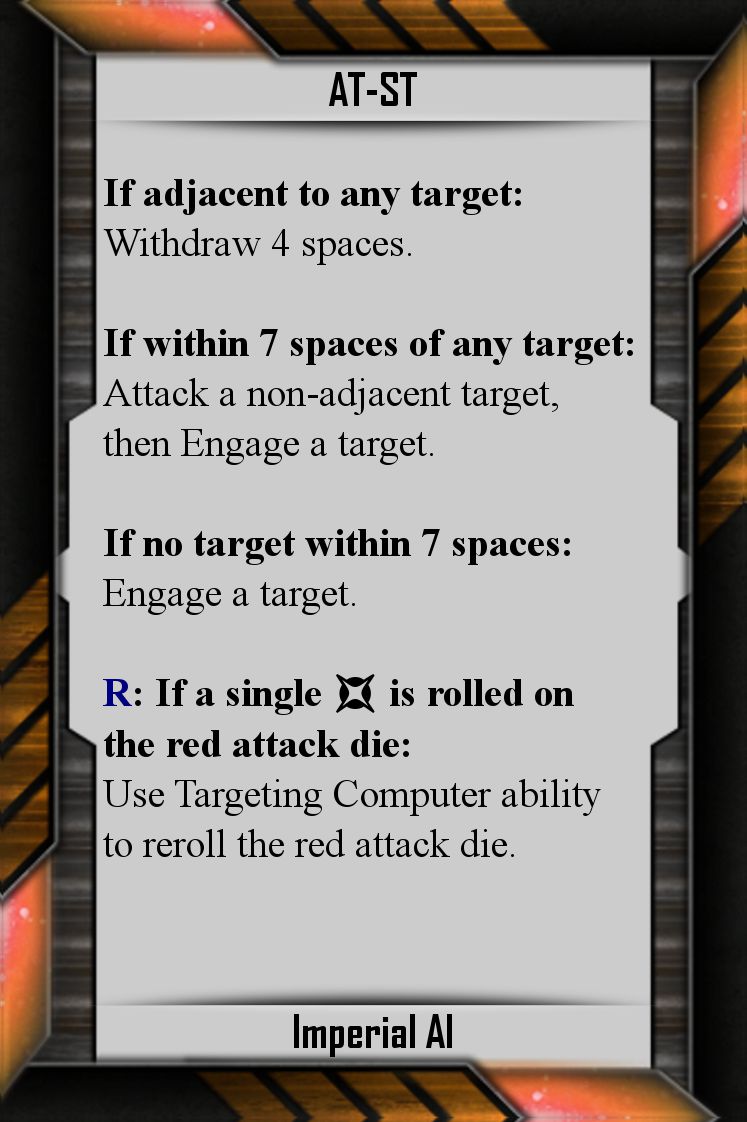 AT-ST
If adjacent to any target:
Withdraw 4 spaces.
If within 7 spaces of any target:
Attack a non-adjacent target,
then Engage a target.
If no target within 7 spaces:
Engage a target.
R: If a single is rolled on
the red attack die:
Use Targeting Computer ability
to reroll the red attack die.
Imperial AI